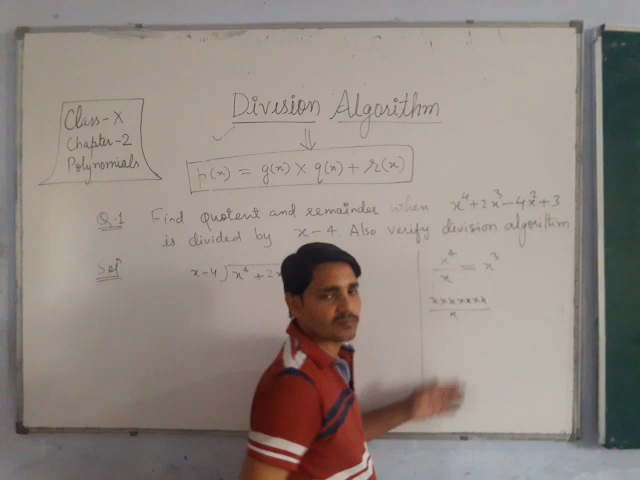 Division Algorithm
Class-X
Chapter-2
Polynomials
p(x) = g(x) × q(x) + r(x)
Q.1 Find quotent and remainder when x⁴+2x³-4x²+3
is divided by x-4. Also verify division algorithm
Sol x-4)x⁴+2x
x⁴/x = x³
x×x×x×x/x